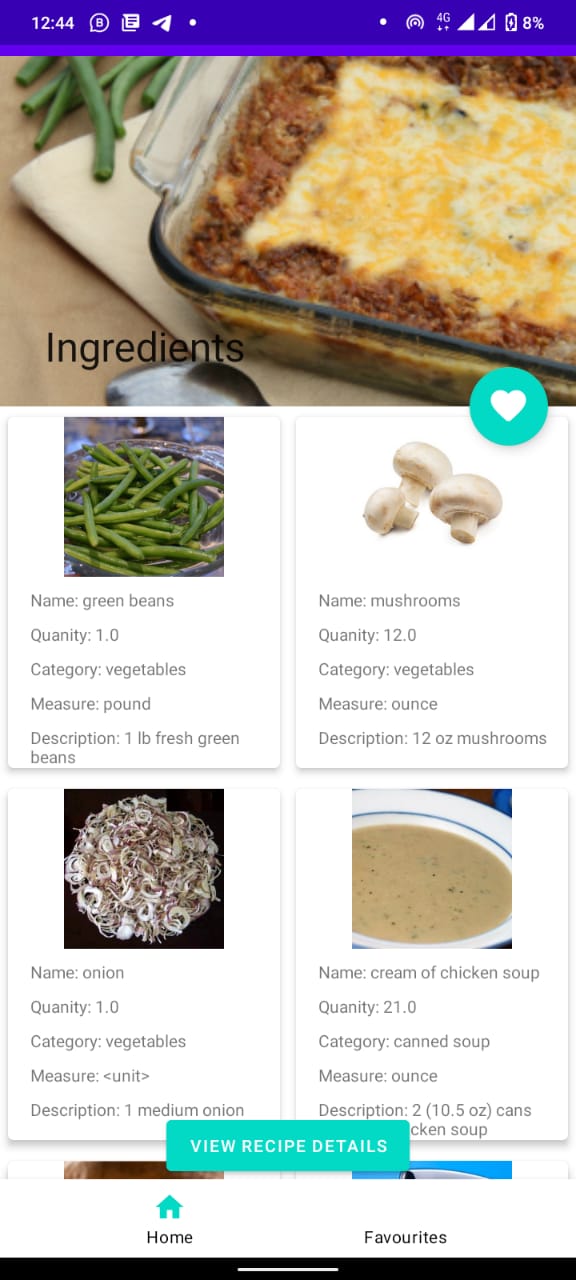 12:44
4G
8%
Ingredients
Name: green beans
Quanity: 1.0
Category: vegetables
Measure: pound
Description: 1 lb fresh green
beans
Name: mushrooms
Quanity: 12.0
Category: vegetables
Measure: ounce
Description: 12 oz mushrooms
Name: onion
Quanity: 1.0
Category: vegetables
Measure: <unit>
Description: 1 medium onion
Name: cream of chicken soup
Quanity: 21.0
Category: canned soup
Measure: ounce
Description: 2 (10.5 oz) cans
soup
VIEW RECIPE DETAILS
Home
Favourites